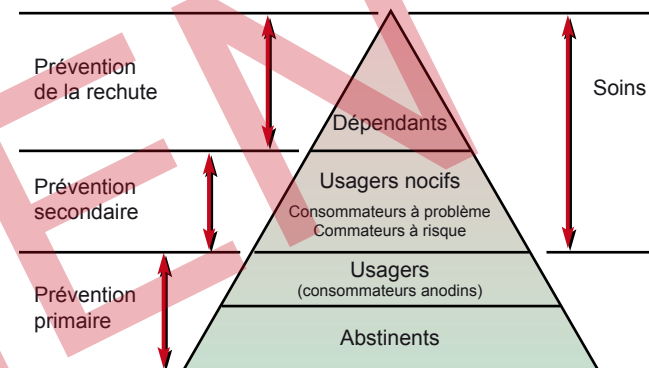 Prévention
de la rechute
Soins
Dépendants
Prévention
secondaire
Usagers nocifs
Consommateurs à problème
Commateurs à risque
Prévention
primaire
Usagers
(consommateurs anodins)
Abstinents